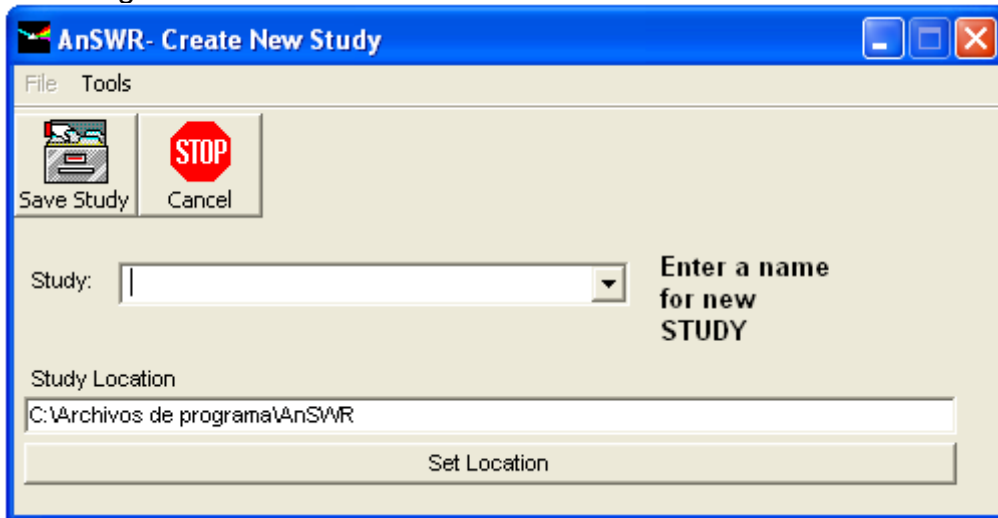 AnSWR- Create New Study
File Tools
STOP
Save Study Cancel
Study:
Enter a name
for new
STUDY
Study Location
C:\Archivos de programa\AnSWR
Set Location